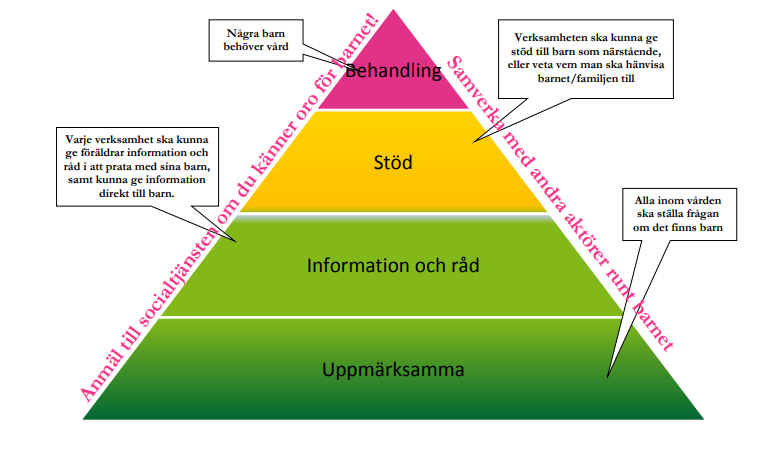 Några barn
behöver vård
Verksamheten ska kunna ge
stöd till barn som närstående,
eller veta vem man ska hänvisa
barnet/familjen till
Behandling
Varje verksamhet ska kunna
ge föräldrar information och
råd i att prata med sina barn,
samt kunna ge information
direkt till barn.
Stöd
Alla inom vården
ska ställa frågan
om det finns barn
Information och råd
Uppmärksamma
Anmäl till socialtjänsten om du känner oro för barnet!
Samverka med andra aktörer runt barnet